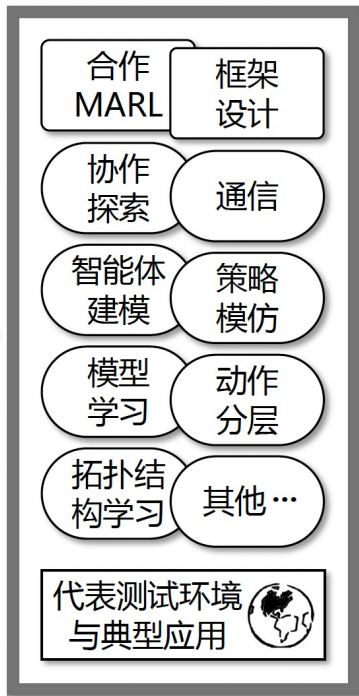 合作
MARL
框架
设计
协作
探索
通信
智能体
建模
策略
模仿
模型
学习
动作
分层
拓扑结
构学习
其他…
代表测试环境
与典型应用